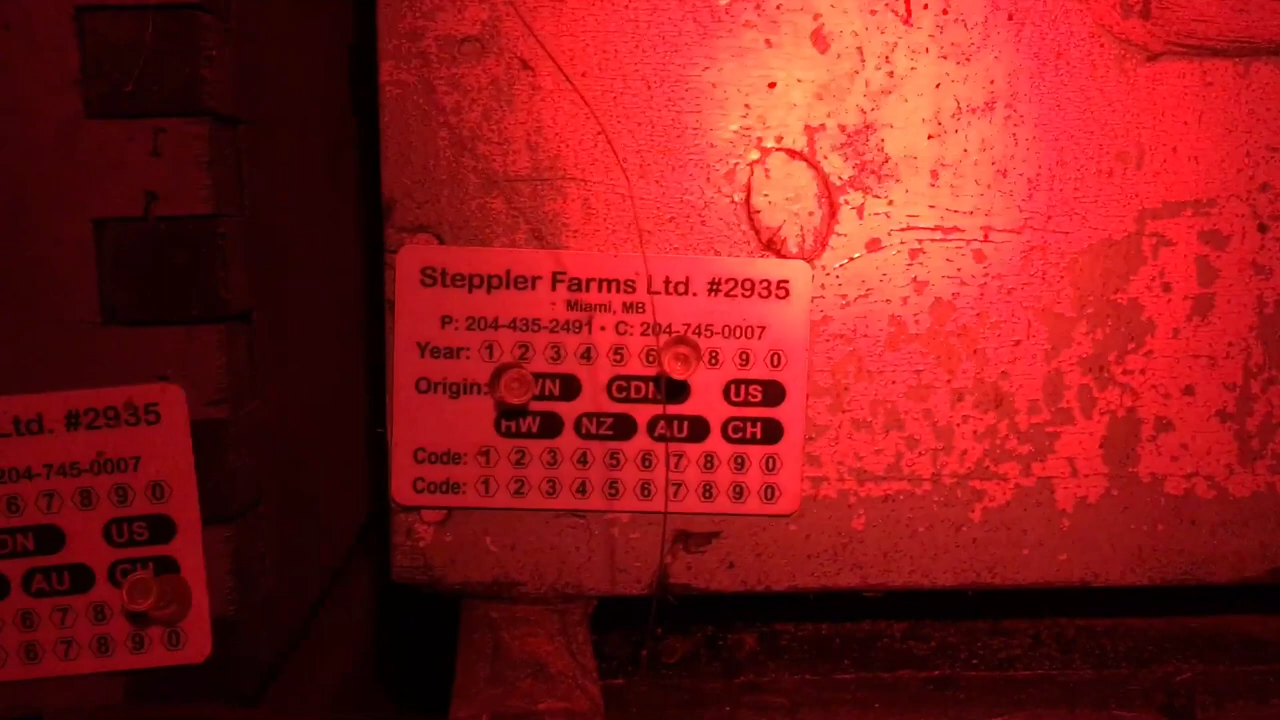 Steppler Farms Ltd. #2935
Miami, MB
P: 204-435-2491 • C: 204-745-0007
Year: 1 2 3 4 5 6 8 9 0
Origin: CDN US
HW NZ AU CH
Code: 1 2 3 4 5 6 7 8 9 0
Code: 1 2 3 4 5 6 7 8 9 0
Ltd. #2935
204-745-0007
6 7 8 9 0
US
AU CH
6 7 8
6 7 8 9 0